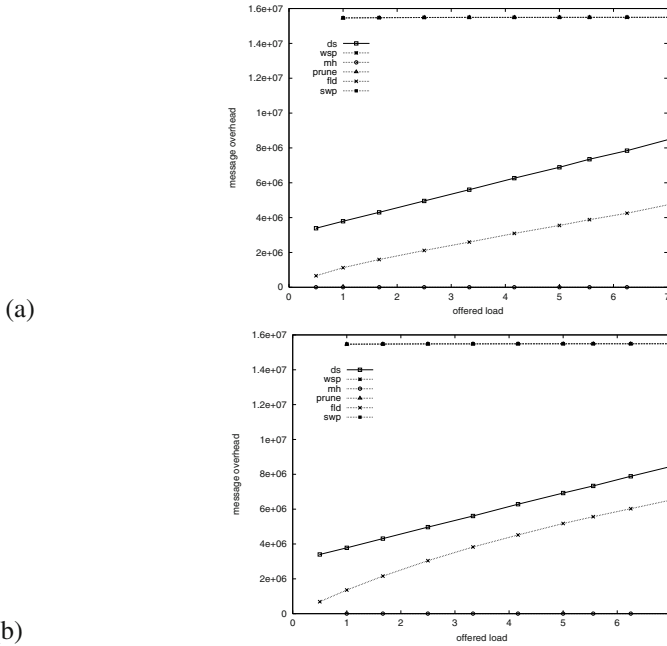 1.6e+07
1.4e+07
1.2e+07
1e+07
8e+06
6e+06
4e+06
2e+06
0
message overhead
ds
wsp
mh
prune
fld
swp
0 1 2 3 4 5 6 7
offered load
(a)
1.6e+07
1.4e+07
1.2e+07
1e+07
8e+06
6e+06
4e+06
2e+06
0
message overhead
ds
wsp
mh
prune
fld
swp
0 1 2 3 4 5 6
offered load
b)